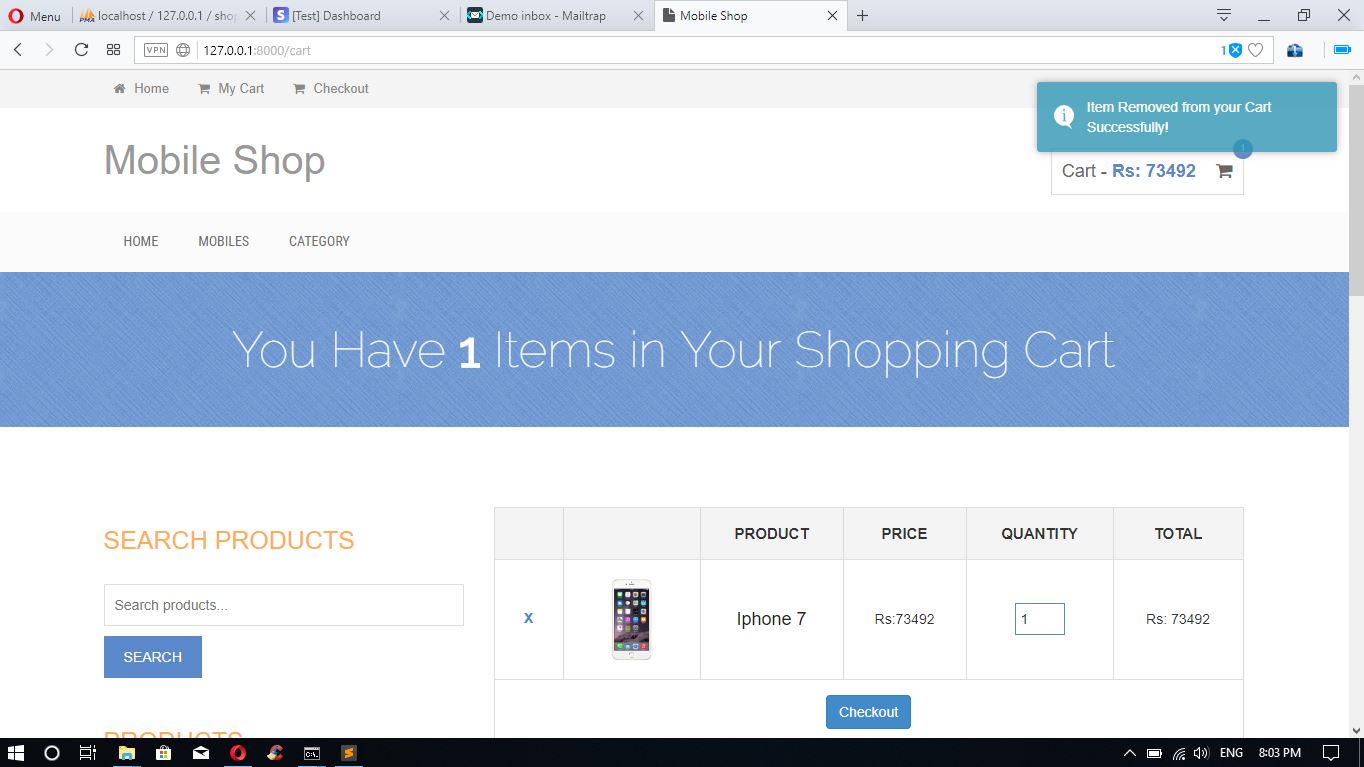 Menu
localhost / 127.0.0.1 / shop
[Test] Dashboard
Demo inbox - Mailtrap
Mobile Shop
VPN
127.0.0.1:8000/cart
1
Home
My Cart
Checkout
Item Removed from your Cart
Successfully!
Mobile Shop
1
Cart - Rs: 73492
HOME
MOBILES
CATEGORY
You Have 1 Items in Your Shopping Cart
SEARCH PRODUCTS
Search products...
SEARCH
PRODUCTS
PRODUCT
PRICE
QUANTITY
TOTAL
X
Iphone 7
Rs:73492
1
Rs: 73492
Checkout
ENG
8:03 PM